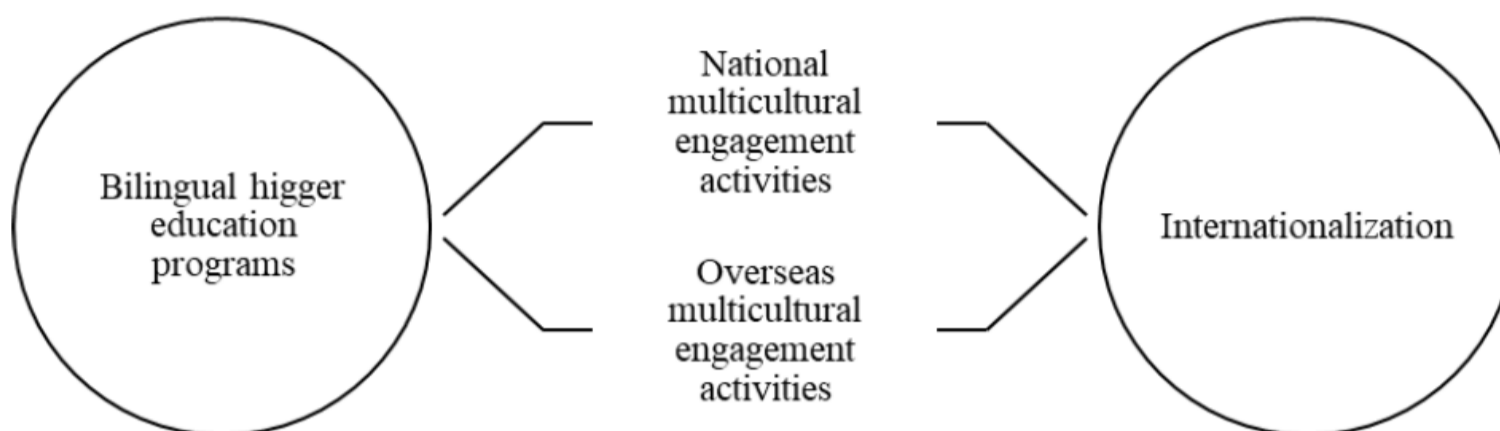 Bilingual higger
education
programs
National
multicultural
engagement
activities
Overseas
multicultural
engagement
activities
Internationalization